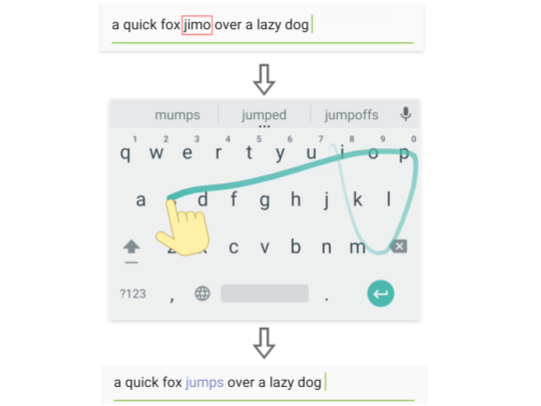 a quick fox jimo over a lazy dog
mumps jumped jumpoffs
1 2 3 4 5 6 7 8 9 0
q w e r t y u i o p
a d f g h j k l
z x c v b n m
?123 , .
a quick fox jumps over a lazy dog